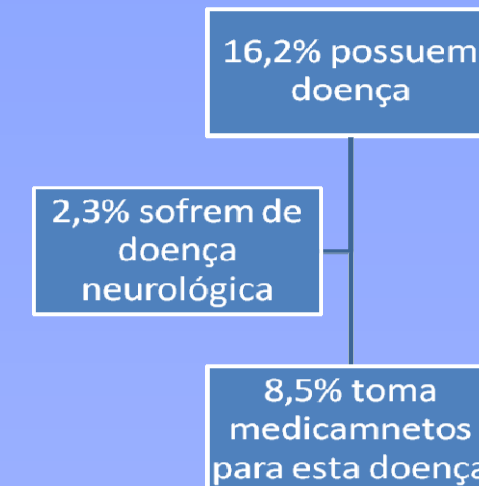 16,2% possuem
doença
2,3% sofrem de
doença
neurológica
8,5% toma
medicamnetos
para esta doença